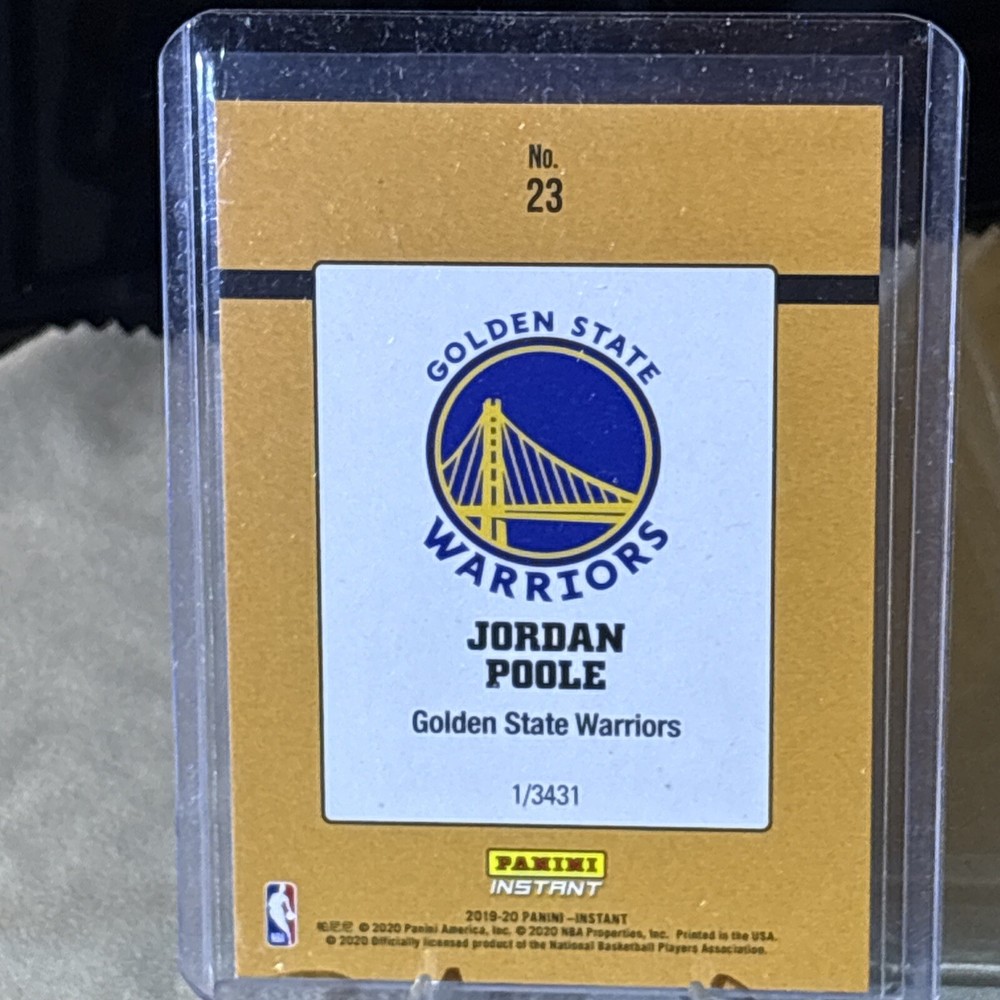 No.
23
GOLDEN STATE
WARRIORS
JORDAN
POOLE
Golden State Warriors
1/3431
PANINI
INSTANT
2019-20 PANINI - INSTANT
© 2020 Panini America, Inc. © 2020 NBA Properties, Inc. Printed in the USA.
© 2020 Officially licensed product of the National Basketball Players Association.
NBA